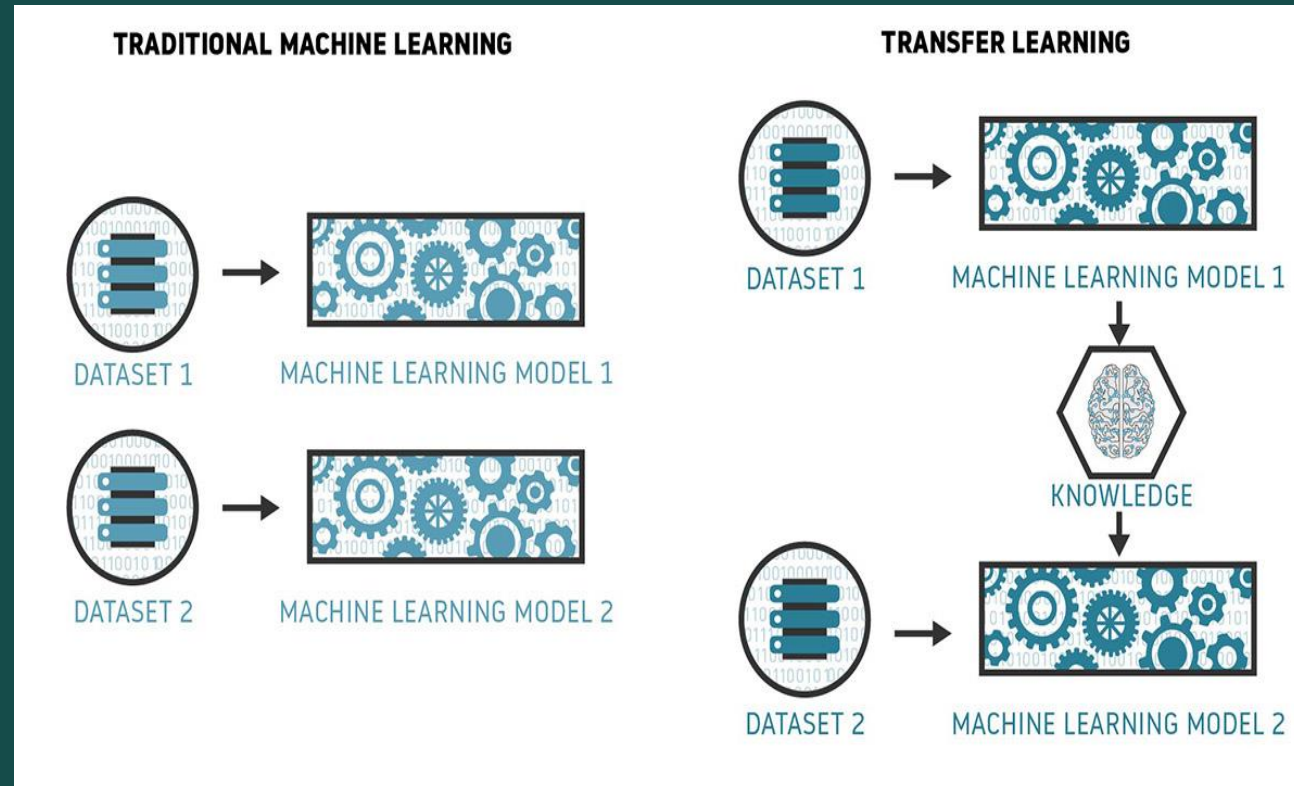 TRADITIONAL MACHINE LEARNING
DATASET 1
MACHINE LEARNING MODEL 1
DATASET 2
MACHINE LEARNING MODEL 2
TRANSFER LEARNING
DATASET 1
MACHINE LEARNING MODEL 1
KNOWLEDGE
DATASET 2
MACHINE LEARNING MODEL 2